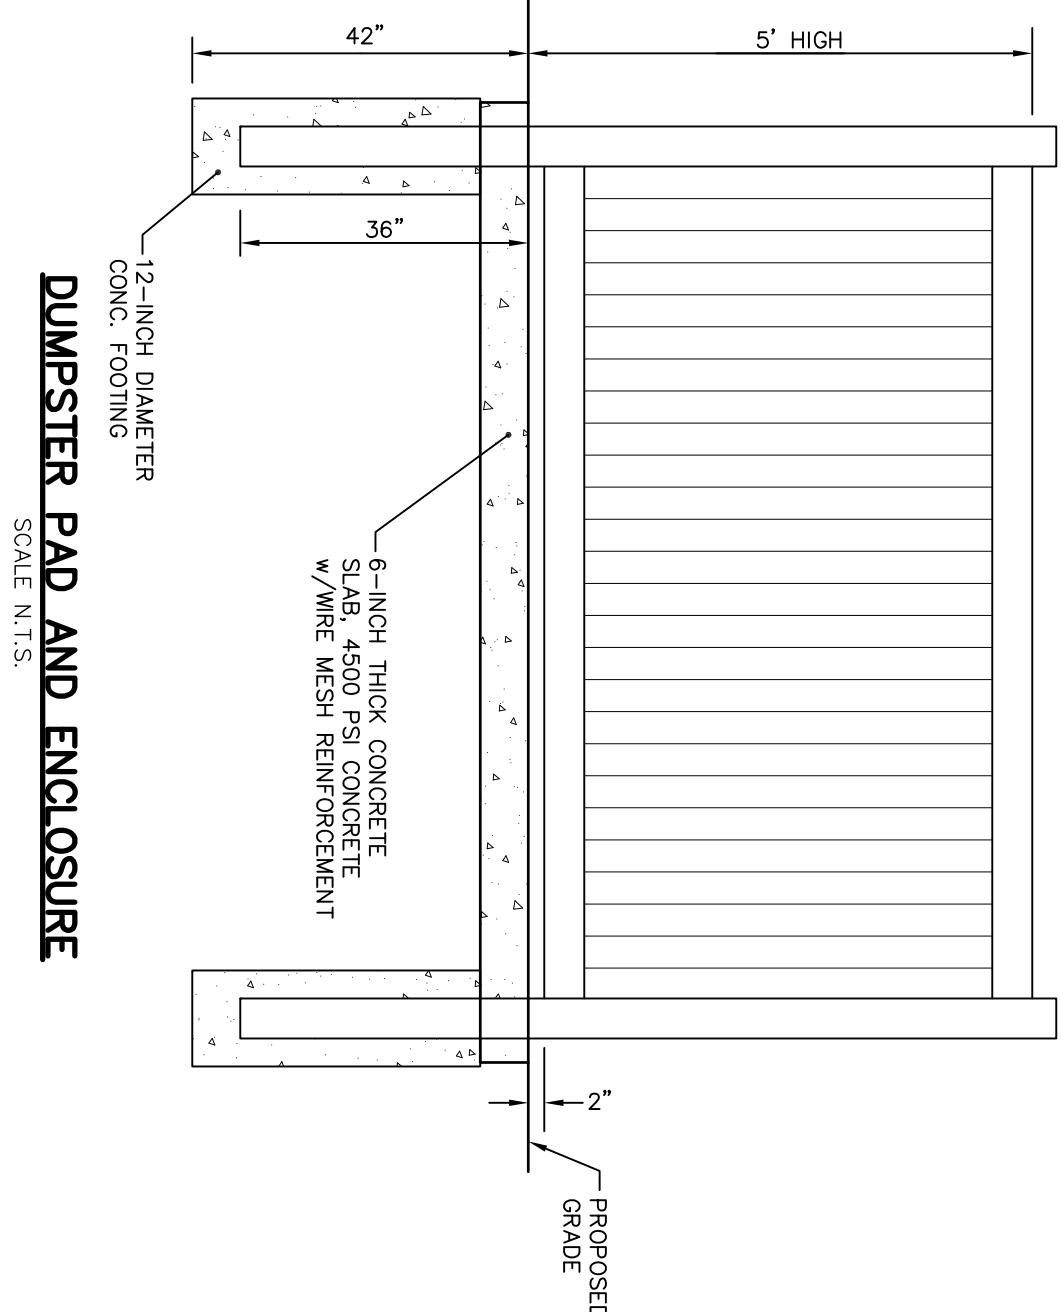 42"
5' HIGH
36"
12-INCH DIAMETER
CONC. FOOTING
6-INCH THICK CONCRETE
SLAB, 4500 PSI CONCRETE
w/WIRE MESH REINFORCEMENT
2"
PROPOSED
GRADE
DUMPSTER PAD AND ENCLOSURE
SCALE N.T.S.